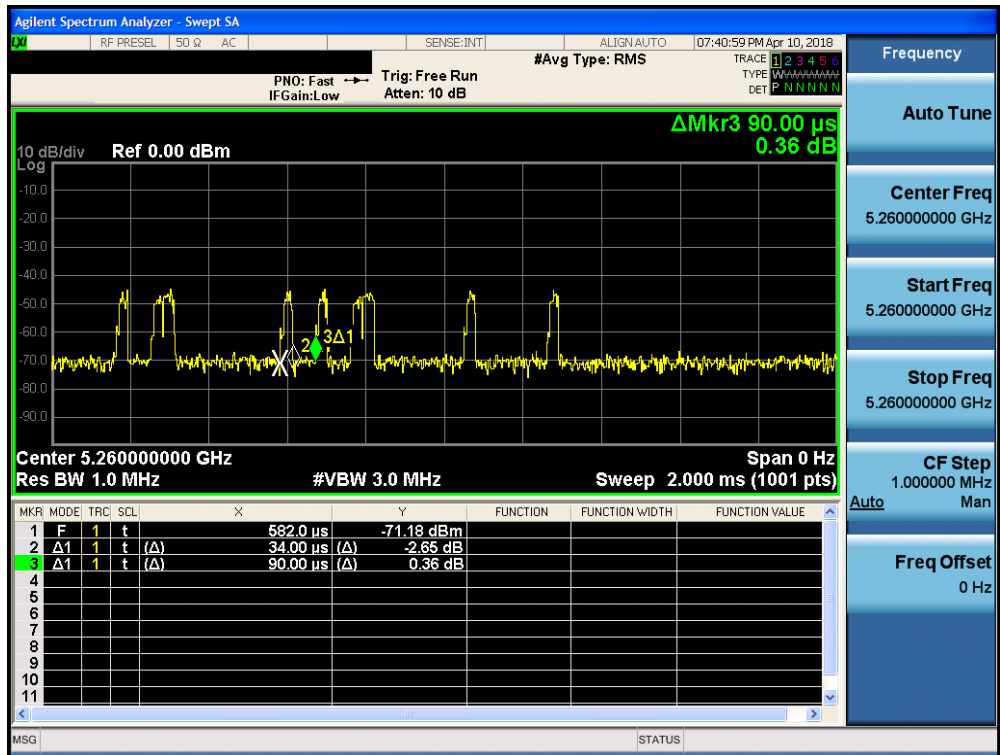 Agilent Spectrum Analyzer - Swept SA
LXI RF PRESEL 50 Ω AC SENSE:INT ALIGN AUTO 07:40:59 PM Apr 10, 2018
#Avg Type: RMS TRACE 1 2 3 4 5 6
PNO: Fast Trig: Free Run TYPE
IFGain:Low Atten: 10 dB DET P N N N N N
ΔMkr3 90.00 µs
0.36 dB
10 dB/div Ref 0.00 dBm
Log
-10.0
-20.0
-30.0
-40.0
-50.0
-60.0
-70.0
-80.0
-90.0
X 2 3Δ1
Center 5.260000000 GHz Span 0 Hz
Res BW 1.0 MHz #VBW 3.0 MHz Sweep 2.000 ms (1001 pts)
MKR MODE TRC SCL X Y FUNCTION FUNCTION WIDTH FUNCTION VALUE
1 F 1 t 582.0 µs -71.18 dBm
2 Δ1 1 t (Δ) 34.00 µs (Δ) -2.65 dB
3 Δ1 1 t (Δ) 90.00 µs (Δ) 0.36 dB
4
5
6
7
8
9
10
11
MSG STATUS
Frequency
Auto Tune
Center Freq
5.260000000 GHz
Start Freq
5.260000000 GHz
Stop Freq
5.260000000 GHz
CF Step
1.000000 MHz
Auto Man
Freq Offset
0 Hz